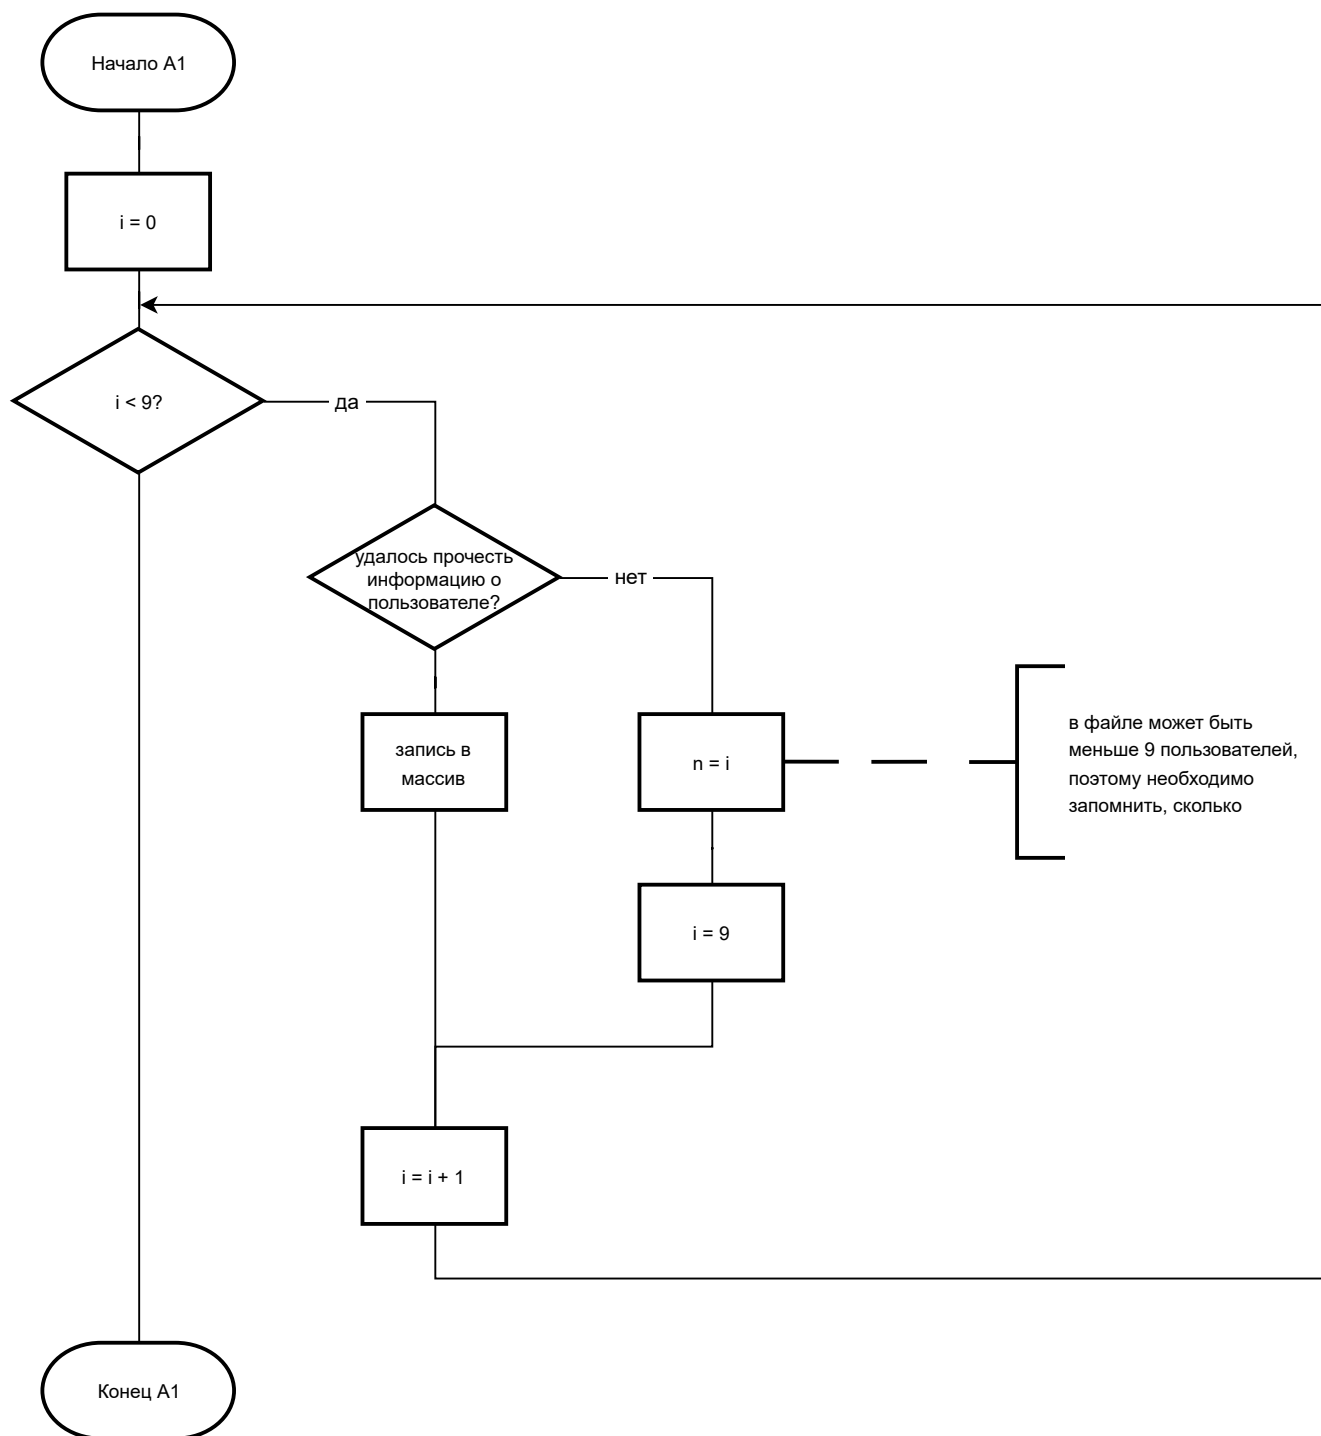 Начало А1
i = 0
i < 9?
да
удалось прочесть
информацию о
пользователе?
нет
запись в
массив
n = i
в файле может быть
меньше 9 пользователей,
поэтому необходимо
запомнить, сколько
i = 9
i = i + 1
Конец А1